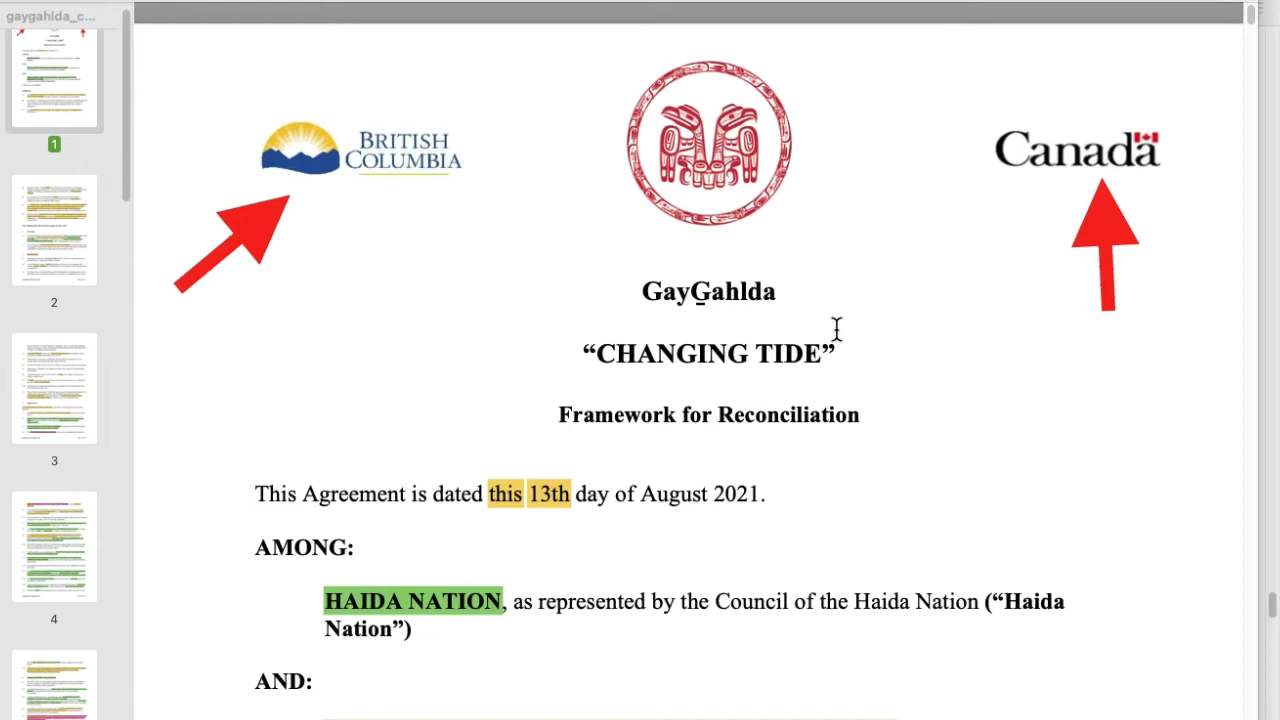 gaygahlda_c...
1
2
3
4
BRITISH
COLUMBIA
Canada
GayG̲ahlda
“CHANGING TIDE”
Framework for Reconciliation
This Agreement is dated this 13th day of August 2021.
AMONG:
HAIDA NATION, as represented by the Council of the Haida Nation (“Haida
Nation”)
AND: